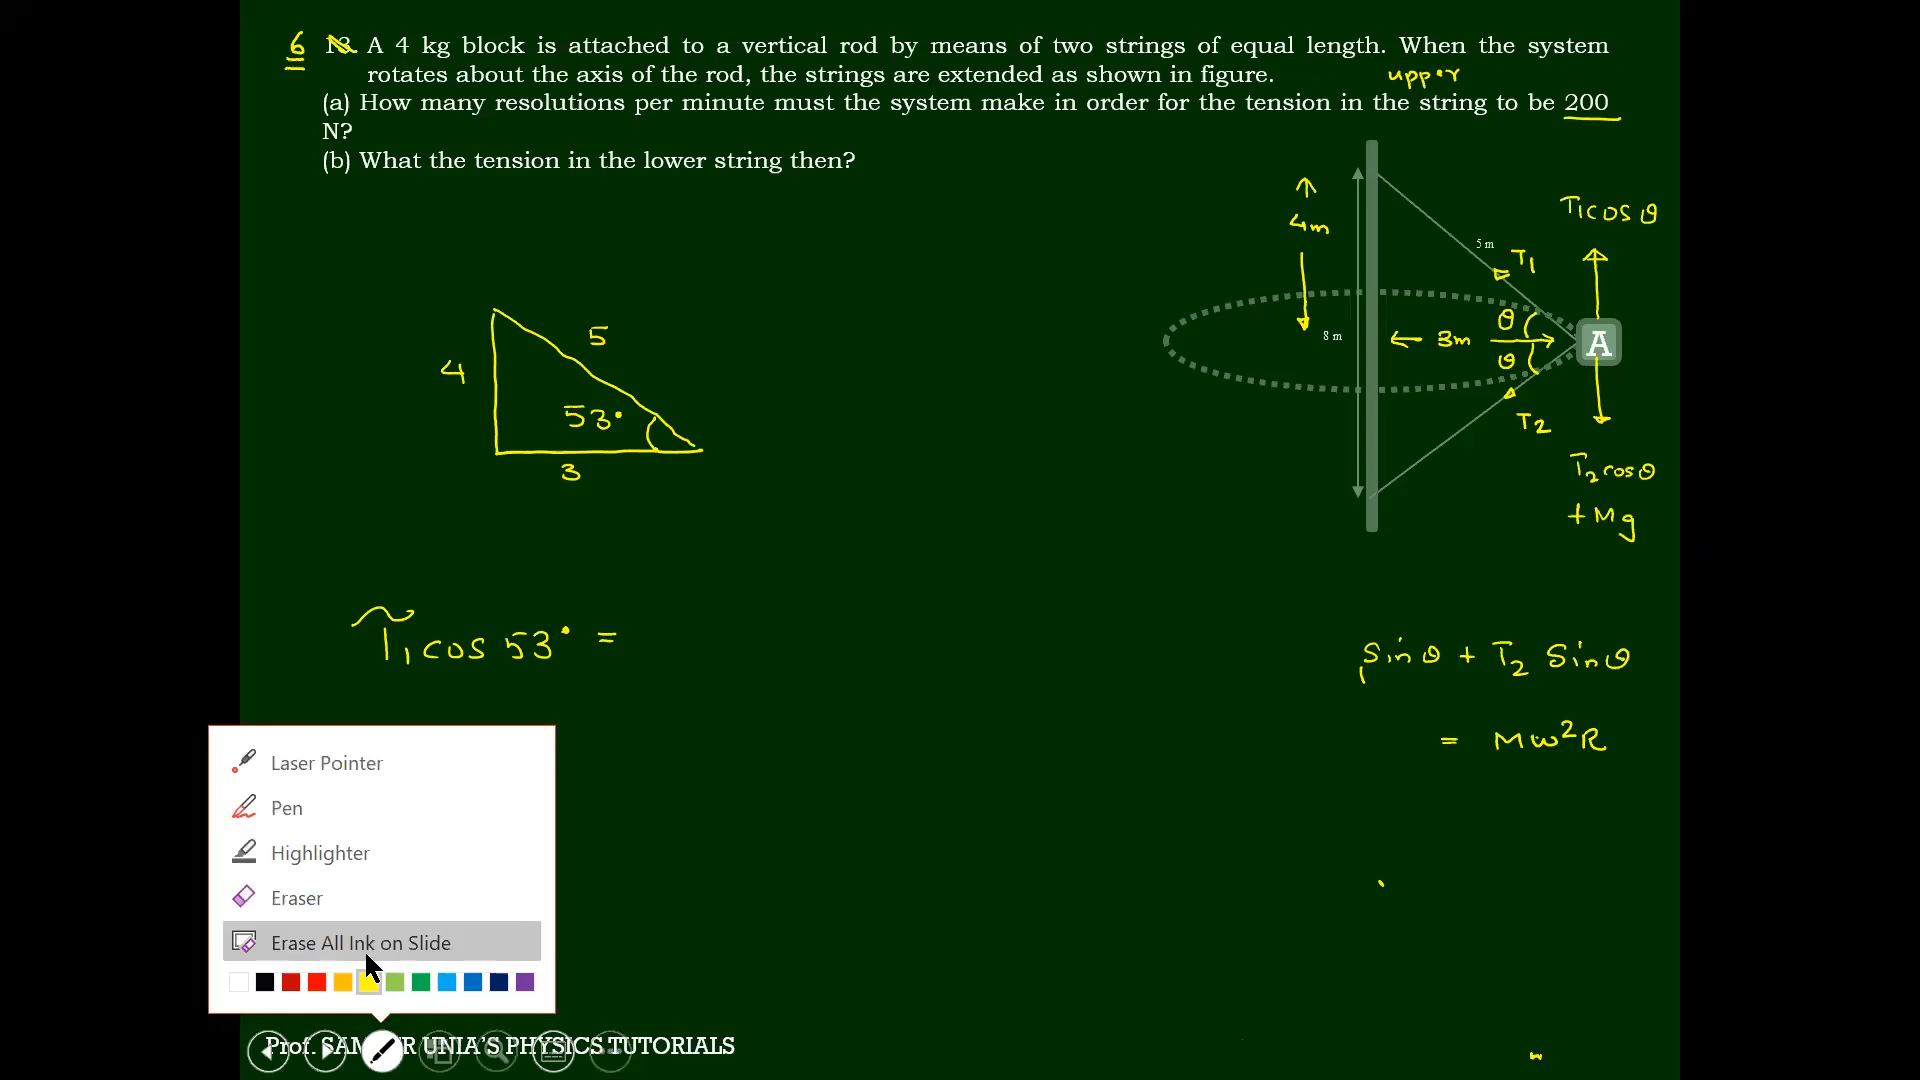 6 13. A 4 kg block is attached to a vertical rod by means of two strings of equal length. When the system
rotates about the axis of the rod, the strings are extended as shown in figure.
upper
(a) How many resolutions per minute must the system make in order for the tension in the string to be 200
N?
(b) What the tension in the lower string then?
T1 cos θ
4m
5 m
T1
θ
8 m
3m
A
θ
T2
T2 cos θ
+ Mg
5
4
53°
3
T1 cos 53° =
Sin θ + T2 Sin θ
= Mω²R
Laser Pointer
Pen
Highlighter
Eraser
Erase All Ink on Slide
Prof. SAM R UNIA'S PHYSICS TUTORIALS